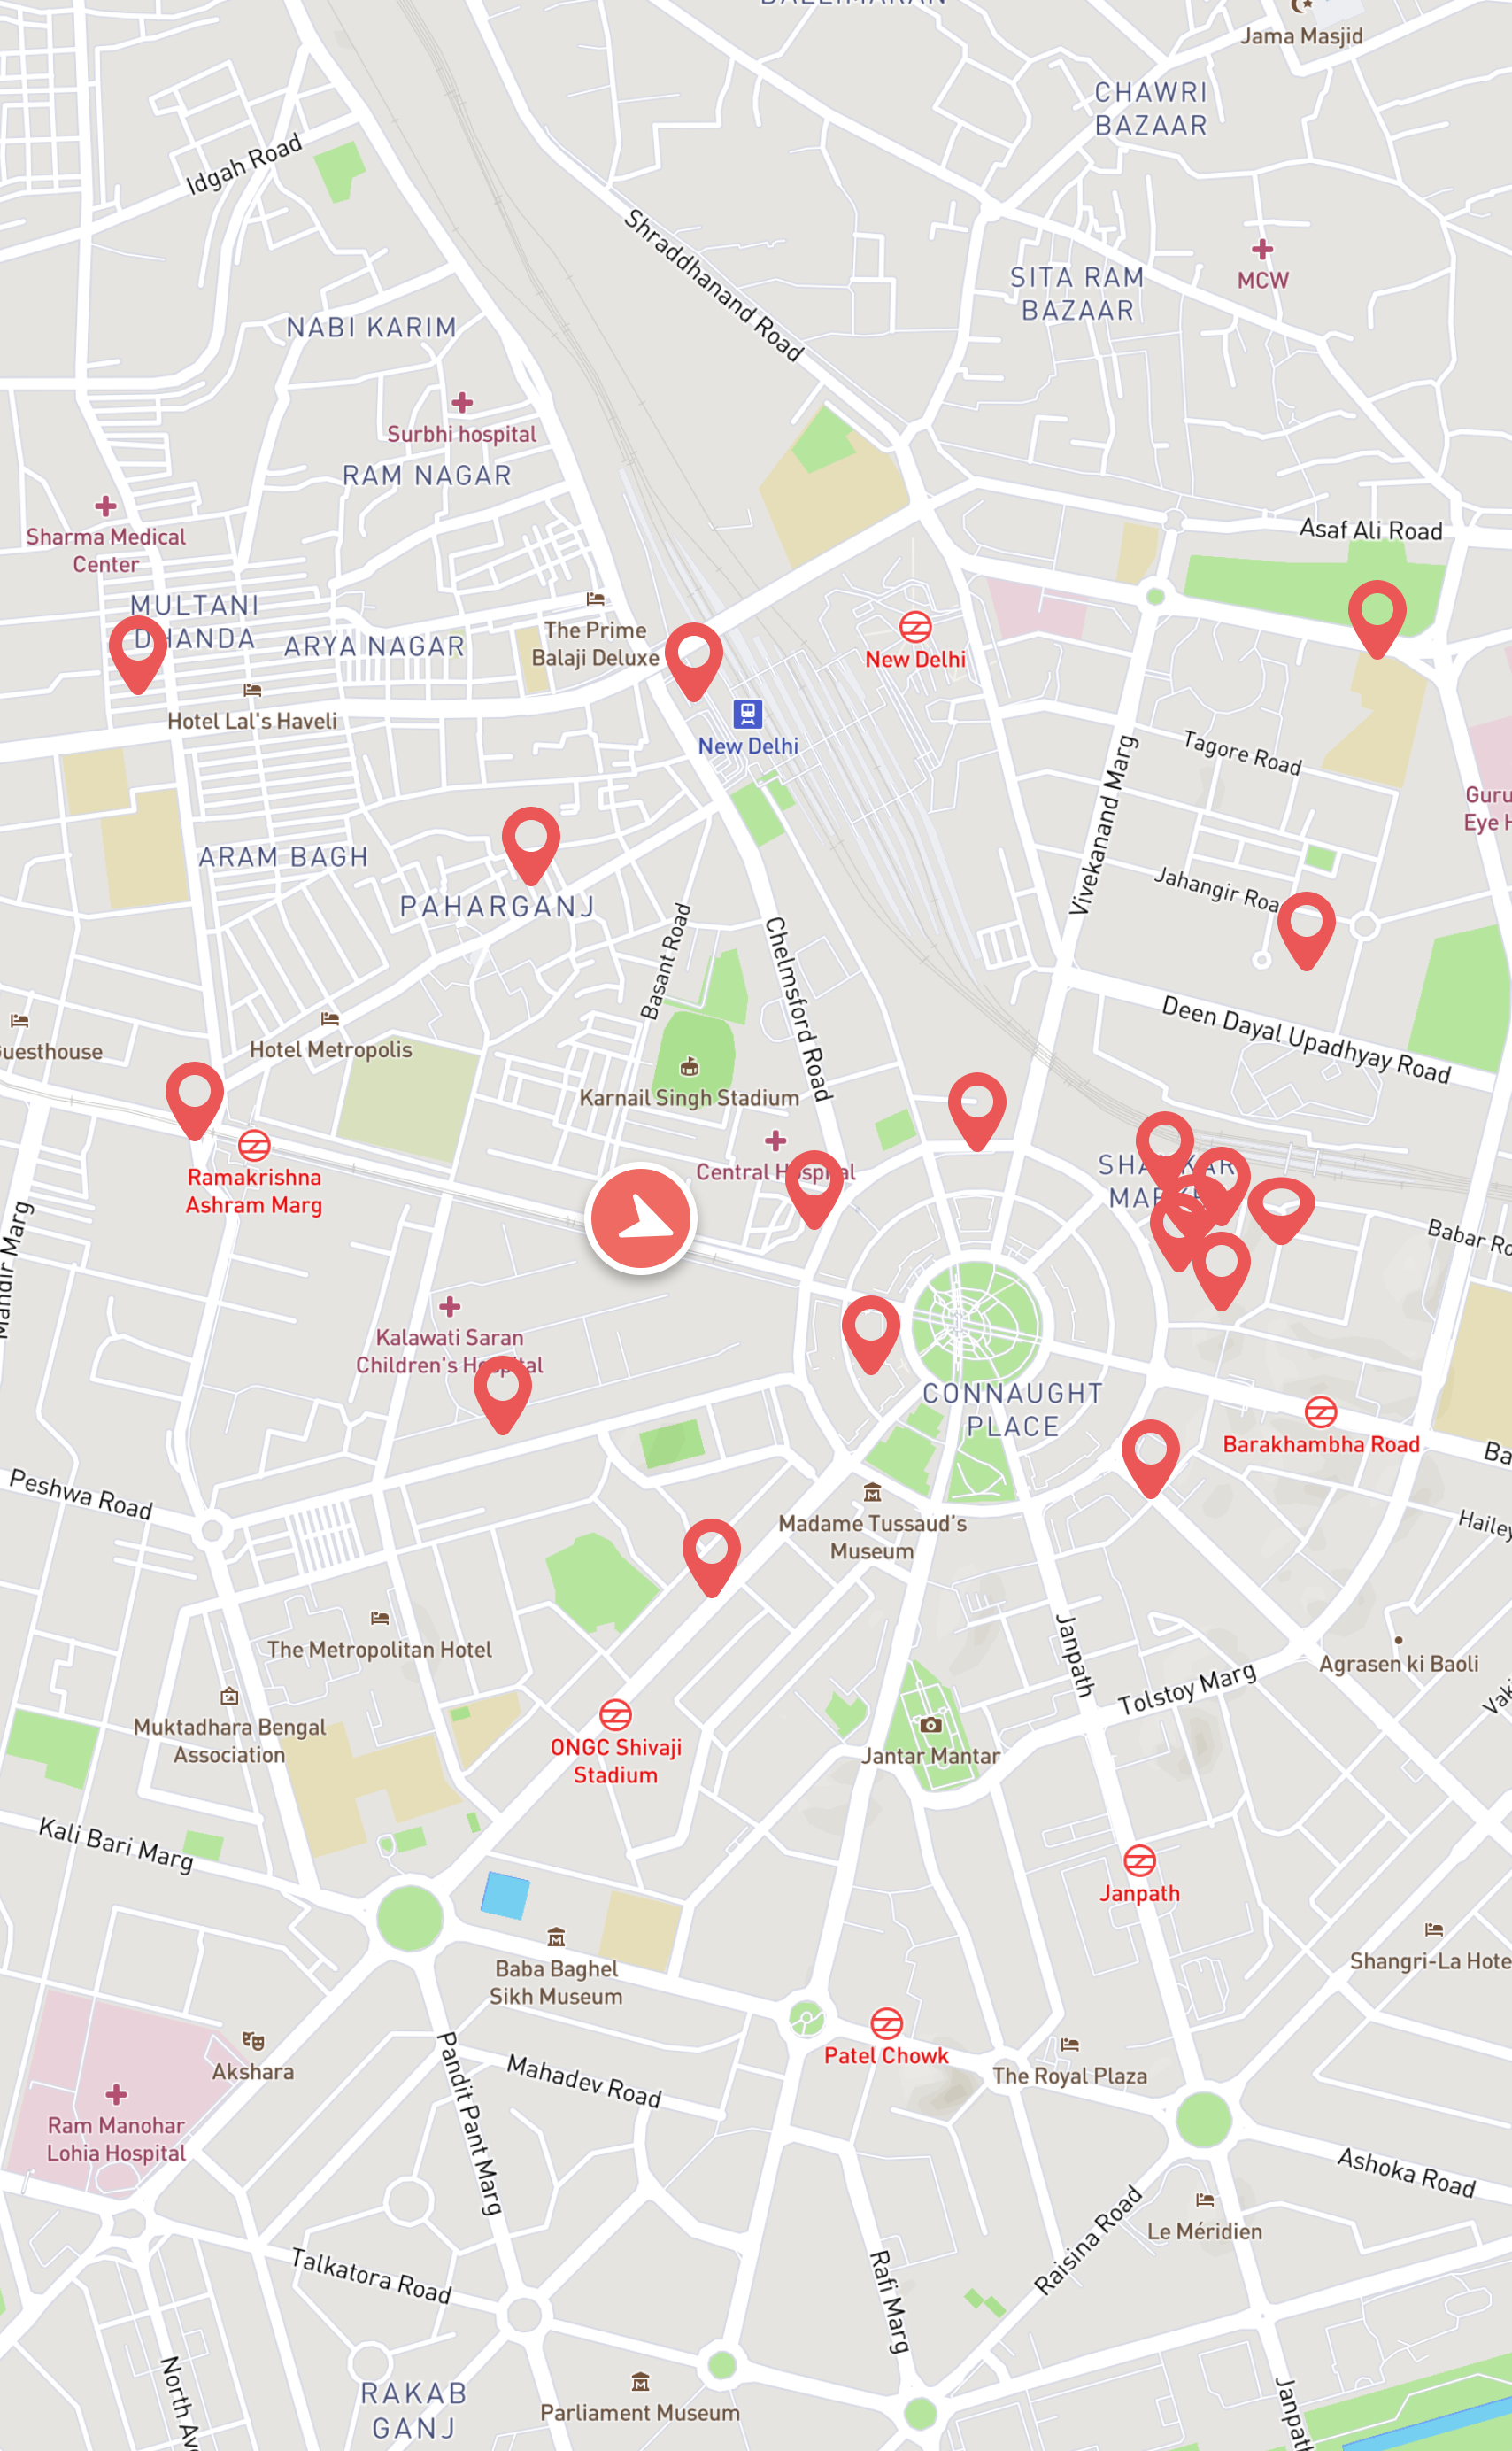 Jama Masjid
CHAWRI
BAZAAR
Idgah Road
Shraddhanand Road
MCW
SITA RAM
BAZAAR
NABI KARIM
Surbhi hospital
RAM NAGAR
Sharma Medical
Center
Asaf Ali Road
MULTANI
DHANDA
ARYA NAGAR
The Prime
Balaji Deluxe
New Delhi
Hotel Lal's Haveli
New Delhi
Tagore Road
Vivekanand Marg
Guru
Eye H
ARAM BAGH
PAHARGANJ
Jahangir Roa
Basant Road
Chelmsford Road
Deen Dayal Upadhyay Road
Hotel Metropolis
uesthouse
Karnail Singh Stadium
Central Hospital
Ramakrishna
Ashram Marg
SHANKAR
MARKE
Mandir Marg
Babar Ro
Kalawati Saran
Children's Hospital
CONNAUGHT
PLACE
Barakhambha Road
Ba
Peshwa Road
Madame Tussaud's
Museum
Hailey
The Metropolitan Hotel
Janpath
Tolstoy Marg
Agrasen ki Baoli
Vaki
Muktadhara Bengal
Association
ONGC Shivaji
Stadium
Jantar Mantar
Kali Bari Marg
Janpath
Baba Baghel
Sikh Museum
Shangri-La Hote
Akshara
Patel Chowk
The Royal Plaza
Pandit Pant Marg
Mahadev Road
Ram Manohar
Lohia Hospital
Ashoka Road
Le Méridien
Raisina Road
Talkatora Road
Rafi Marg
North Av
RAKAB
GANJ
Parliament Museum
Janpath